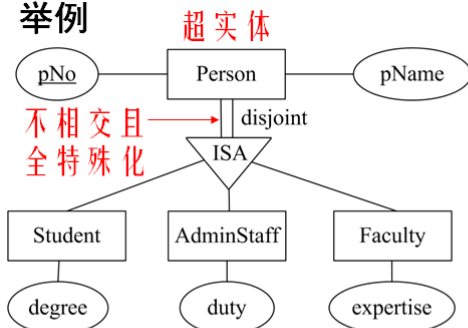 举例
超实体
pNo
Person
pName
不相交且
全特殊化
disjoint
ISA
Student
AdminStaff
Faculty
degree
duty
expertise